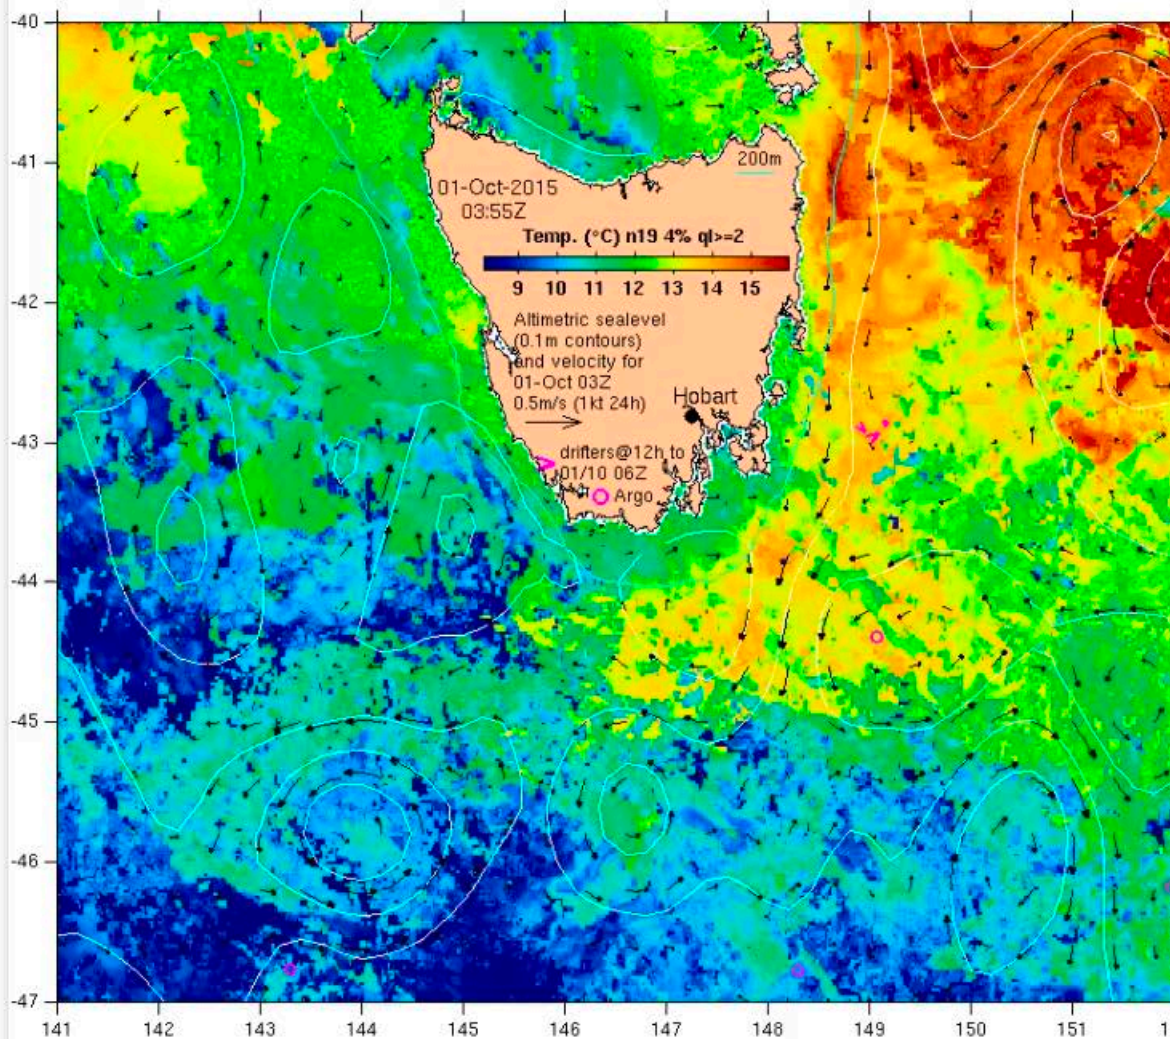 -40
-41
-42
-43
-44
-45
-46
-47
200m
01-Oct-2015
03:55Z
Temp. (°C) n19 4% ql>=2
9 10 11 12 13 14 15
Altimetric sealevel
(0.1m contours)
and velocity for
01-Oct 03Z
0.5m/s (1kt 24h)
Hobart
drifters@12h to
01/10 06Z
Argo
141 142 143 144 145 146 147 148 149 150 151